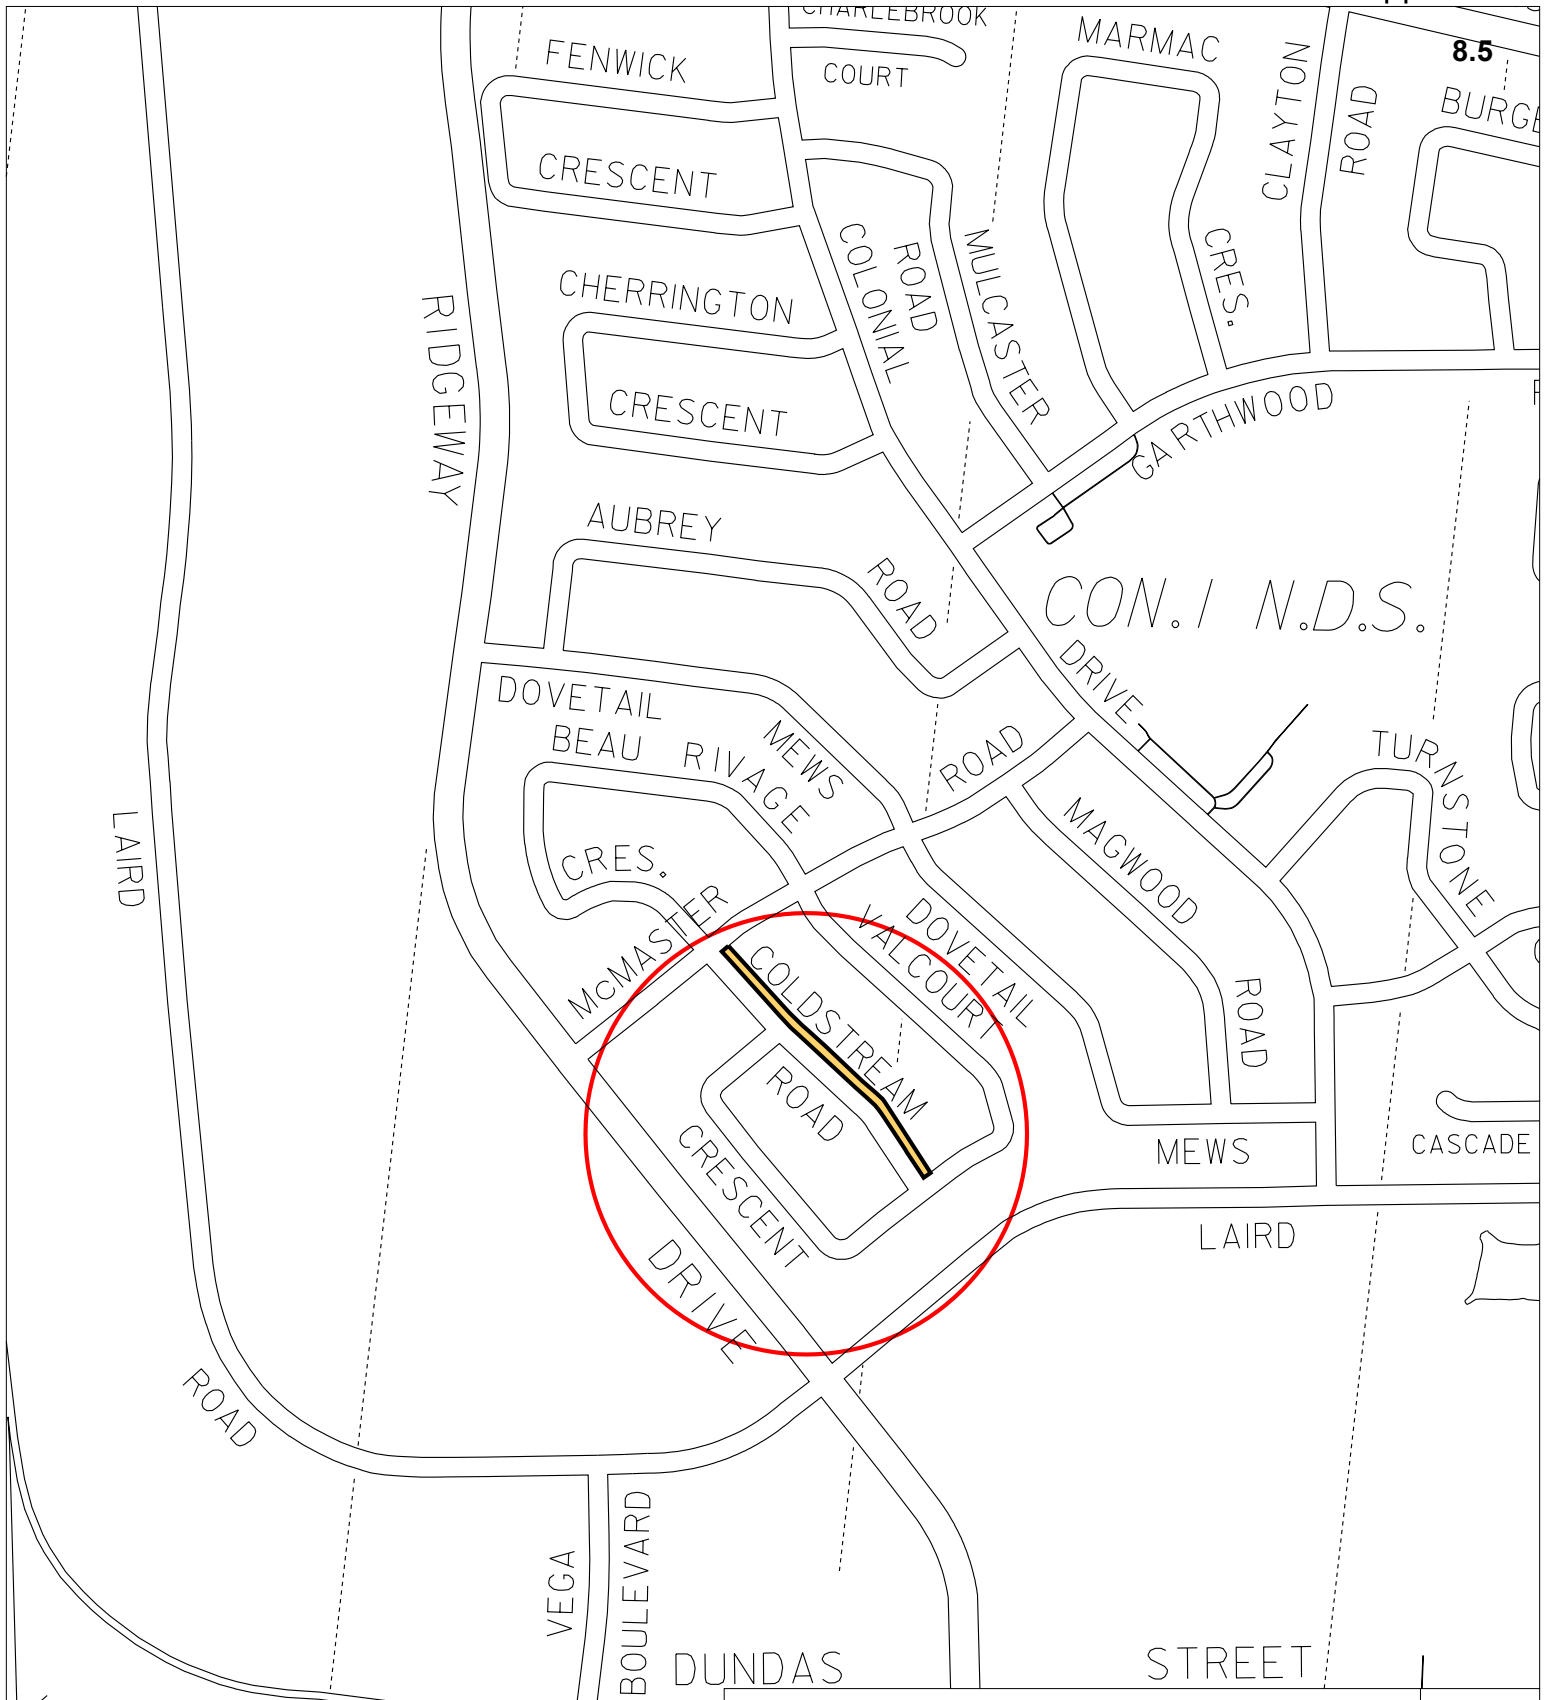 CHARLEBROOK
COURT
FENWICK
CRESCENT
MARMAC
CRES.
CLAYTON
ROAD
8.5
CHERRINGTON
CRESCENT
COLONIAL
ROAD
MULCASTER
RIDGEWAY
GARTHWOOD
AUBREY
ROAD
CON. I N.D.S.
DRIVE
DOVETAIL
MEWS
BEAU RIVAGE
CRES.
ROAD
McMASTER
MAGWOOD
ROAD
TURNSTONE
LAIRD
ROAD
DOVETAIL
VALCOURT
COLDSTREAM
ROAD
CRESCENT
DRIVE
MEWS
CASCADE
LAIRD
VEGA
BOULEVARD
DUNDAS STREET